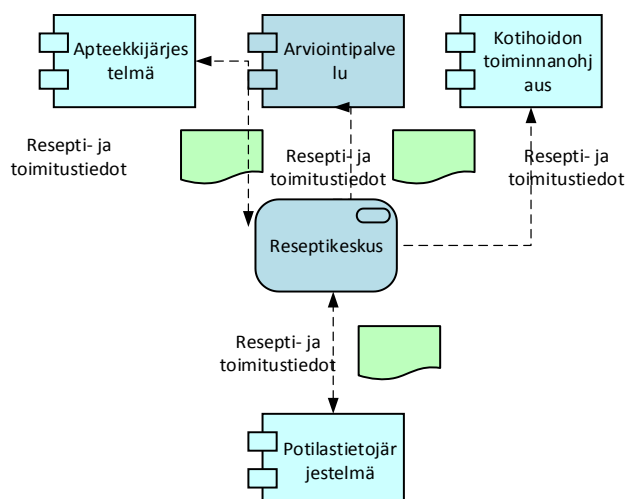 Apteekkijärjes
telmä
Arviointipalve
lu
Kotihoidon
toiminnanohj
aus
Resepti- ja
toimitustiedot
Resepti- ja
toimitustiedot
Resepti- ja
toimitustiedot
Reseptikeskus
Resepti- ja
toimitustiedot
Potilastietojär
jestelmä